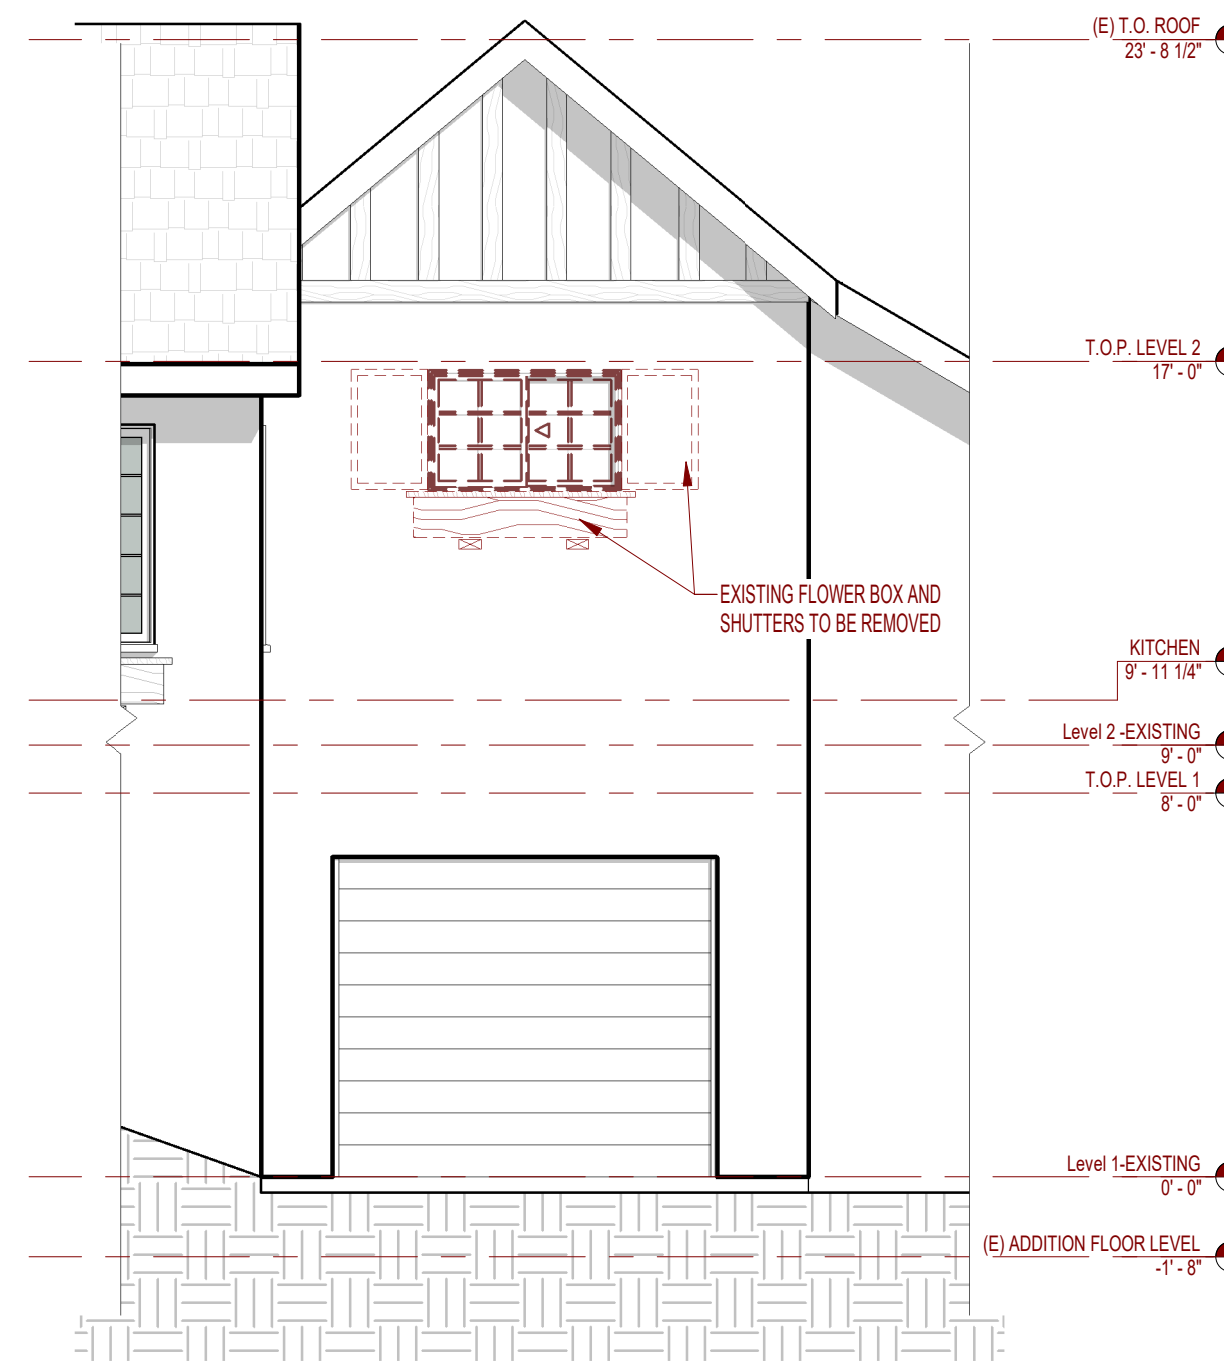 (E) T.O. ROOF
23' - 8 1/2"
T.O.P. LEVEL 2
17' - 0"
EXISTING FLOWER BOX AND
SHUTTERS TO BE REMOVED
KITCHEN
9' - 11 1/4"
Level 2 -EXISTING
9' - 0"
T.O.P. LEVEL 1
8' - 0"
Level 1-EXISTING
0' - 0"
(E) ADDITION FLOOR LEVEL
-1' - 8"